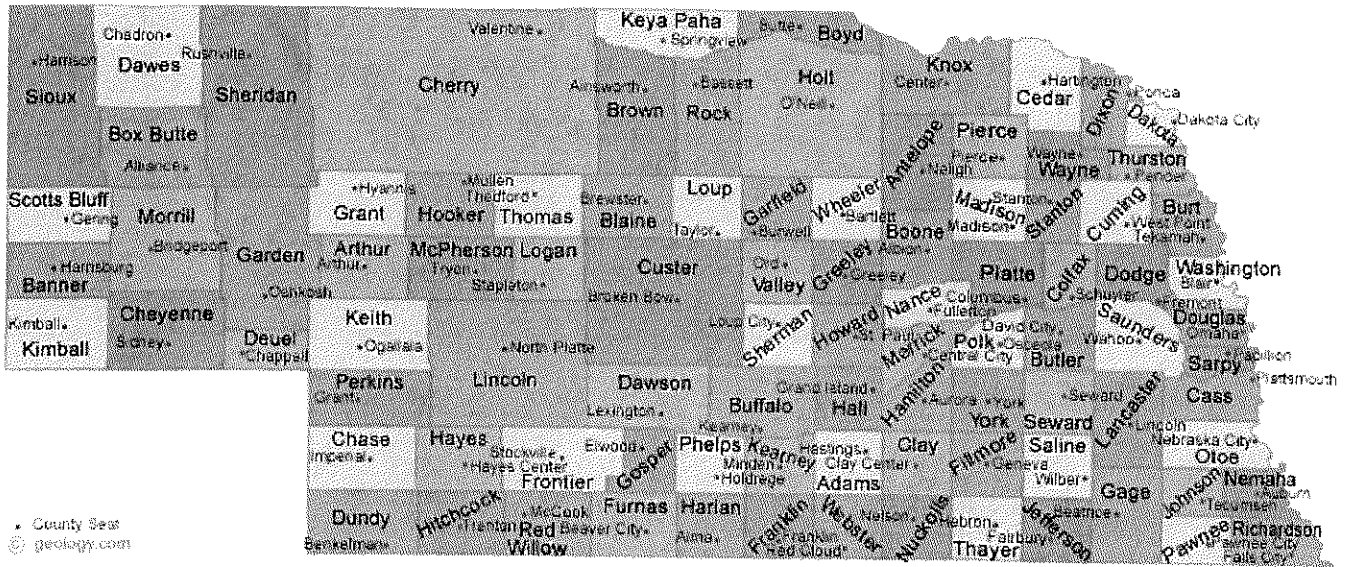 Chadron
Dawes
Harrison
Sioux
Rushville
Sheridan
Box Butte
Alliance
Valentine
Cherry
Keya Paha
Springview
Butte
Boyd
Ainsworth
Brown
Bassett
Rock
Holt
O'Neill
Knox
Center
Hartington
Cedar
Dixon
Ponca
Dakota
Dakota City
Antelope
Neligh
Pierce
Pierce
Wayne
Wayne
Thurston
Pender
Scotts Bluff
Gering
Morrill
Bridgeport
Garden
Oshkosh
Harrisburg
Banner
Hyannis
Grant
Mullen
Hooker
Thedford
Thomas
Brewster
Blaine
Loup
Taylor
Garfield
Burwell
Wheeler
Bartlett
Boone
Albion
Madison
Madison
Stanton
Stanton
Cuming
West Point
Burt
Tekamah
Arthur
Arthur
McPherson
Tryon
Logan
Stapleton
Custer
Broken Bow
Ord
Valley
Greeley
Greeley
Platte
Columbus
Colfax
Schuyler
Dodge
Fremont
Washington
Blair
Kimball
Kimball
Cheyenne
Sidney
Deuel
Chappell
Keith
Ogallala
North Platte
Lincoln
Loup City
Sherman
Howard
St. Paul
Nance
Fullerton
Merrick
Central City
Polk
Osceola
David City
Butler
Saunders
Wahoo
Douglas
Omaha
Sarpy
Papillion
Plattsmouth
Cass
Perkins
Grant
Dawson
Lexington
Buffalo
Kearney
Grand Island
Hall
Hamilton
Aurora
York
York
Seward
Seward
Lancaster
Lincoln
Nebraska City
Otoe
Chase
Imperial
Hayes
Hayes Center
Stockville
Frontier
Elwood
Gosper
Phelps
Holdrege
Kearney
Minden
Hastings
Adams
Clay
Clay Center
Fillmore
Geneva
Saline
Wilber
Gage
Beatrice
Johnson
Tecumseh
Nemaha
Auburn
Dundy
Benkelman
Hitchcock
Trenton
McCook
Red
Willow
Furnas
Beaver City
Harlan
Alma
Franklin
Franklin
Webster
Red Cloud
Nuckolls
Nelson
Hebron
Thayer
Jefferson
Fairbury
Pawnee
Pawnee City
Richardson
Falls City
County Seat
© geology.com